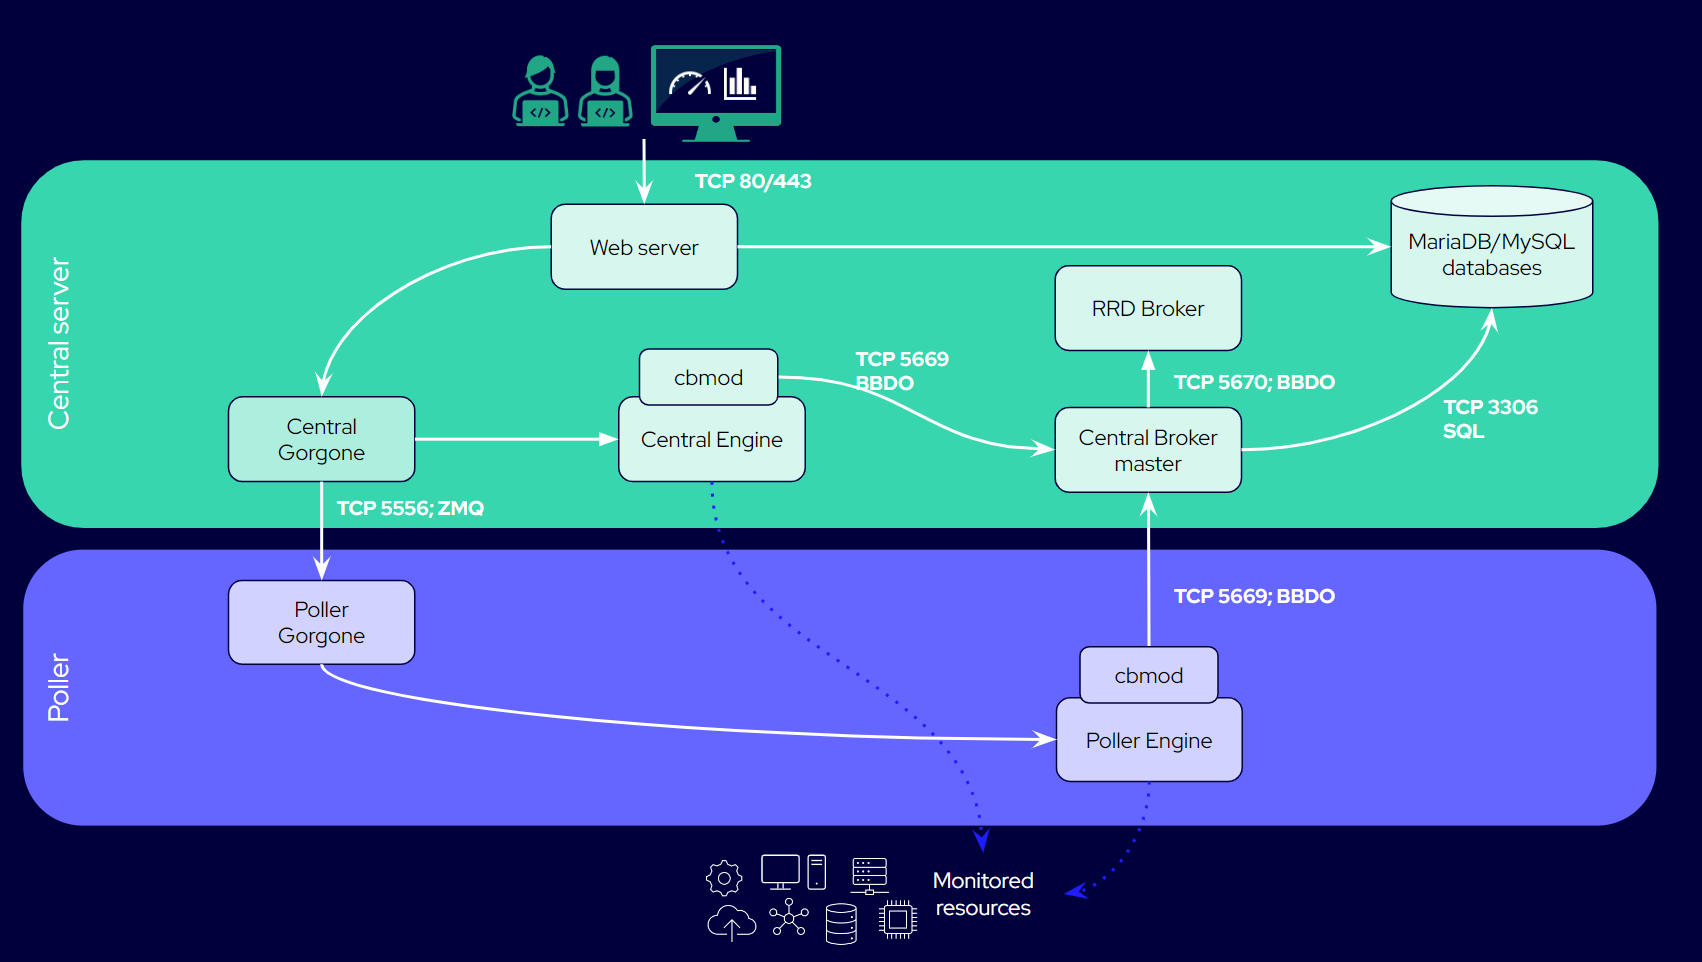 </>
</>
TCP 80/443
Central server
Web server
MariaDB/MySQL
databases
RRD Broker
cbmod
TCP 5669
BBDO
TCP 5670; BBDO
Central
Gorgone
Central Engine
Central Broker
master
TCP 3306
SQL
TCP 5556; ZMQ
Poller
Poller
Gorgone
TCP 5669; BBDO
cbmod
Poller Engine
Monitored
resources